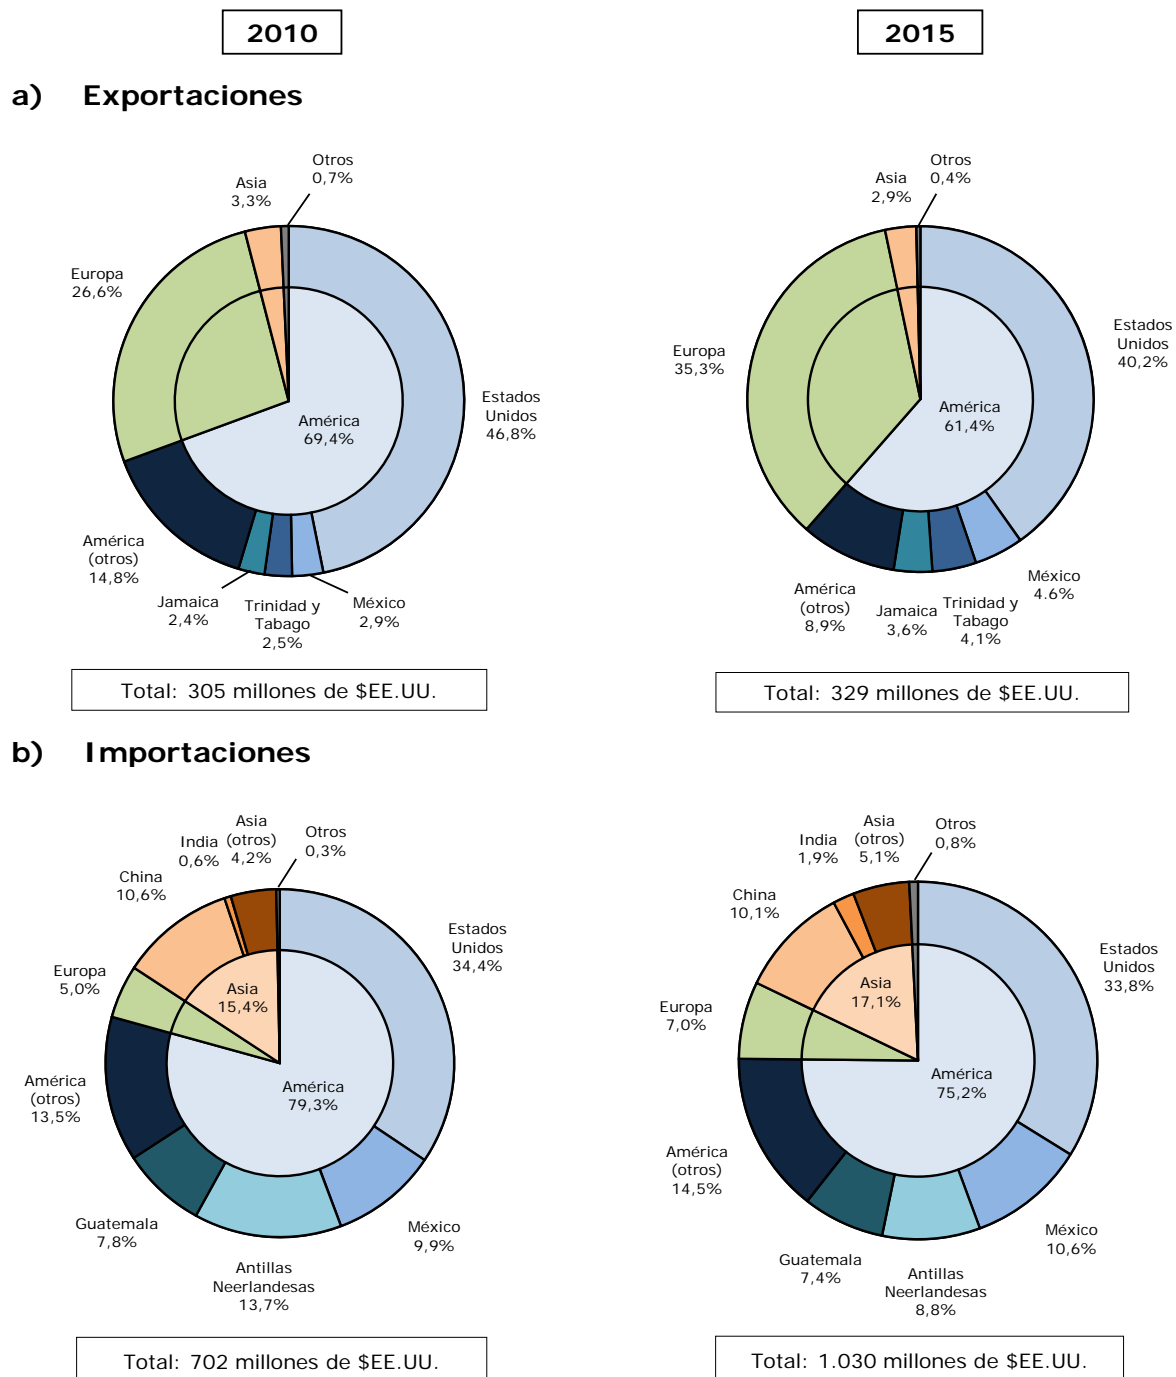 2010
2015
a) Exportaciones
Otros
0,7%
Asia
3,3%
Europa
26,6%
Estados
Unidos
46,8%
América
69,4%
América
(otros)
14,8%
Jamaica
2,4%
Trinidad y
Tabago
2,5%
México
2,9%
Total: 305 millones de $EE.UU.
Otros
0,4%
Asia
2,9%
Europa
35,3%
Estados
Unidos
40,2%
América
61,4%
América
(otros)
8,9%
Jamaica
3,6%
Trinidad y
Tabago
4,1%
México
4.6%
Total: 329 millones de $EE.UU.
b) Importaciones
Otros
0,3%
Asia
(otros)
4,2%
India
0,6%
China
10,6%
Europa
5,0%
Asia
15,4%
Estados
Unidos
34,4%
América
79,3%
América
(otros)
13,5%
Guatemala
7,8%
Antillas
Neerlandesas
13,7%
México
9,9%
Total: 702 millones de $EE.UU.
Otros
0,8%
Asia
(otros)
5,1%
India
1,9%
China
10,1%
Europa
7,0%
Asia
17,1%
Estados
Unidos
33,8%
América
75,2%
América
(otros)
14,5%
Guatemala
7,4%
Antillas
Neerlandesas
8,8%
México
10,6%
Total: 1.030 millones de $EE.UU.